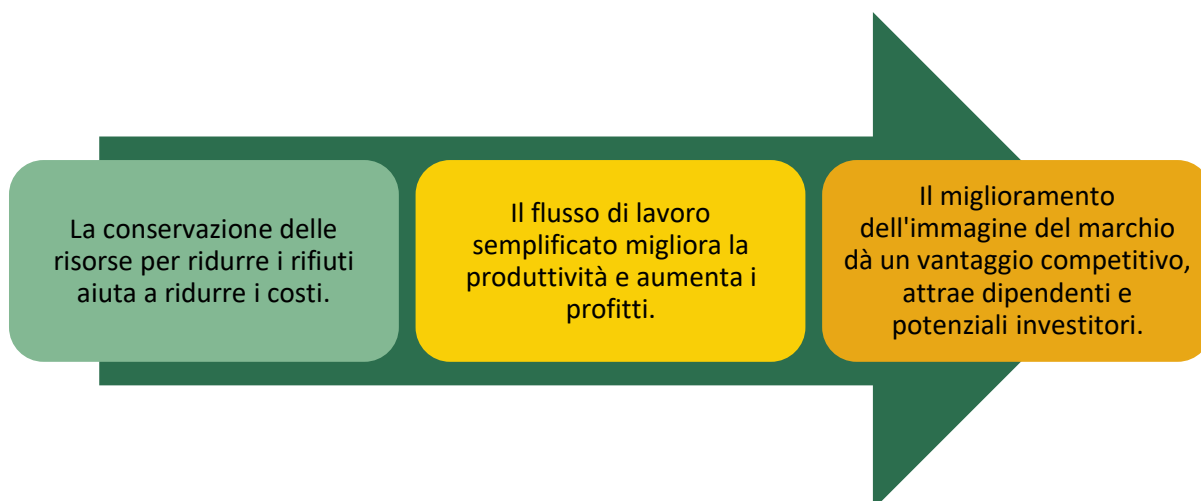 La conservazione delle
risorse per ridurre i rifiuti
aiuta a ridurre i costi.
Il flusso di lavoro
semplificato migliora la
produttività e aumenta i
profitti.
Il miglioramento
dell'immagine del marchio
dà un vantaggio competitivo,
attrae dipendenti e
potenziali investitori.